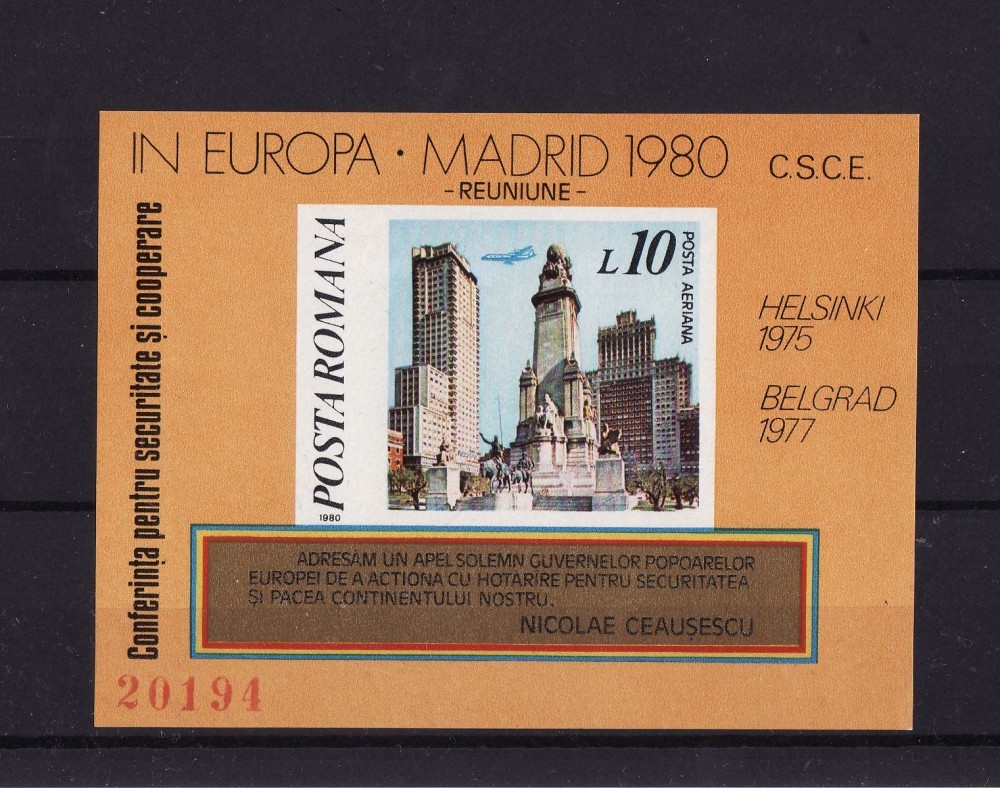 IN EUROPA · MADRID 1980
C.S.C.E.
-REUNIUNE-
Conferința pentru securitate și cooperare
POSTA ROMANA
1980
L10
POSTA AERIANA
HELSINKI
1975
BELGRAD
1977
ADRESĂM UN APEL SOLEMN GUVERNELOR POPOARELOR
EUROPEI DE A ACTIONA CU HOTARIRE PENTRU SECURITATEA
ȘI PACEA CONTINENTULUI NOSTRU.
NICOLAE CEAUȘESCU
20194